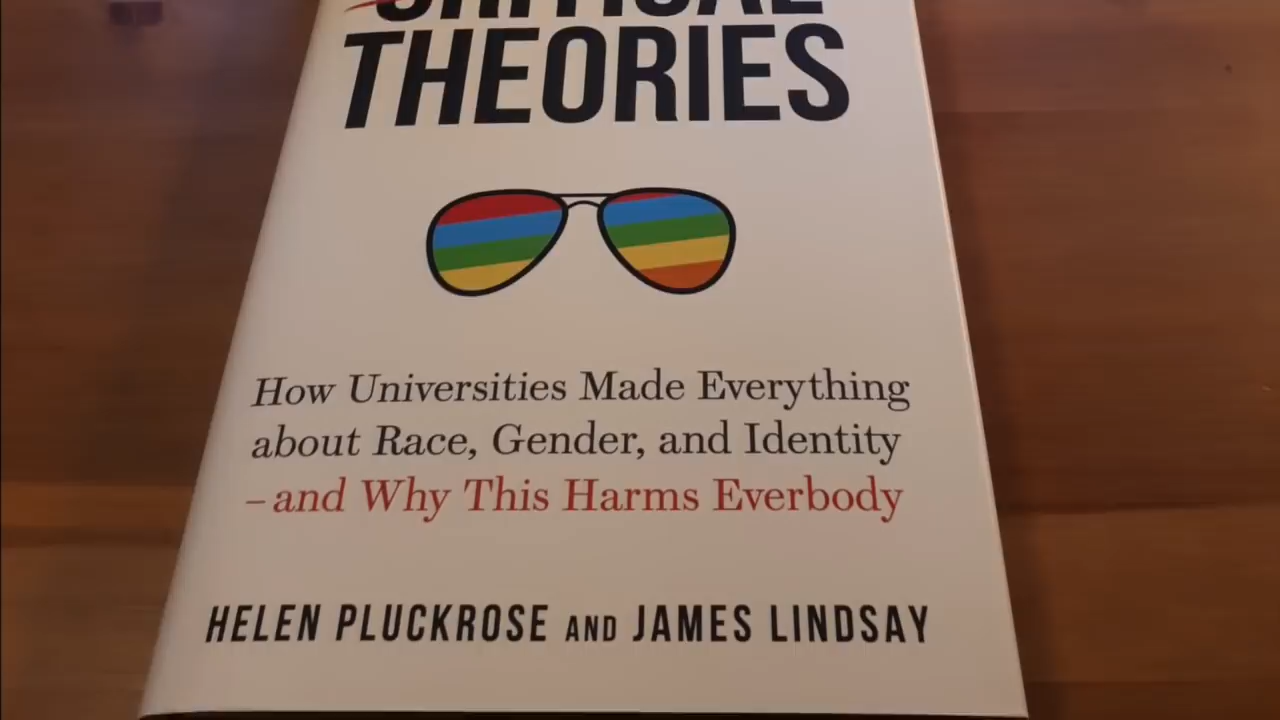 CRITICAL
THEORIES
How Universities Made Everything
about Race, Gender, and Identity
– and Why This Harms Everbody
HELEN PLUCKROSE AND JAMES LINDSAY